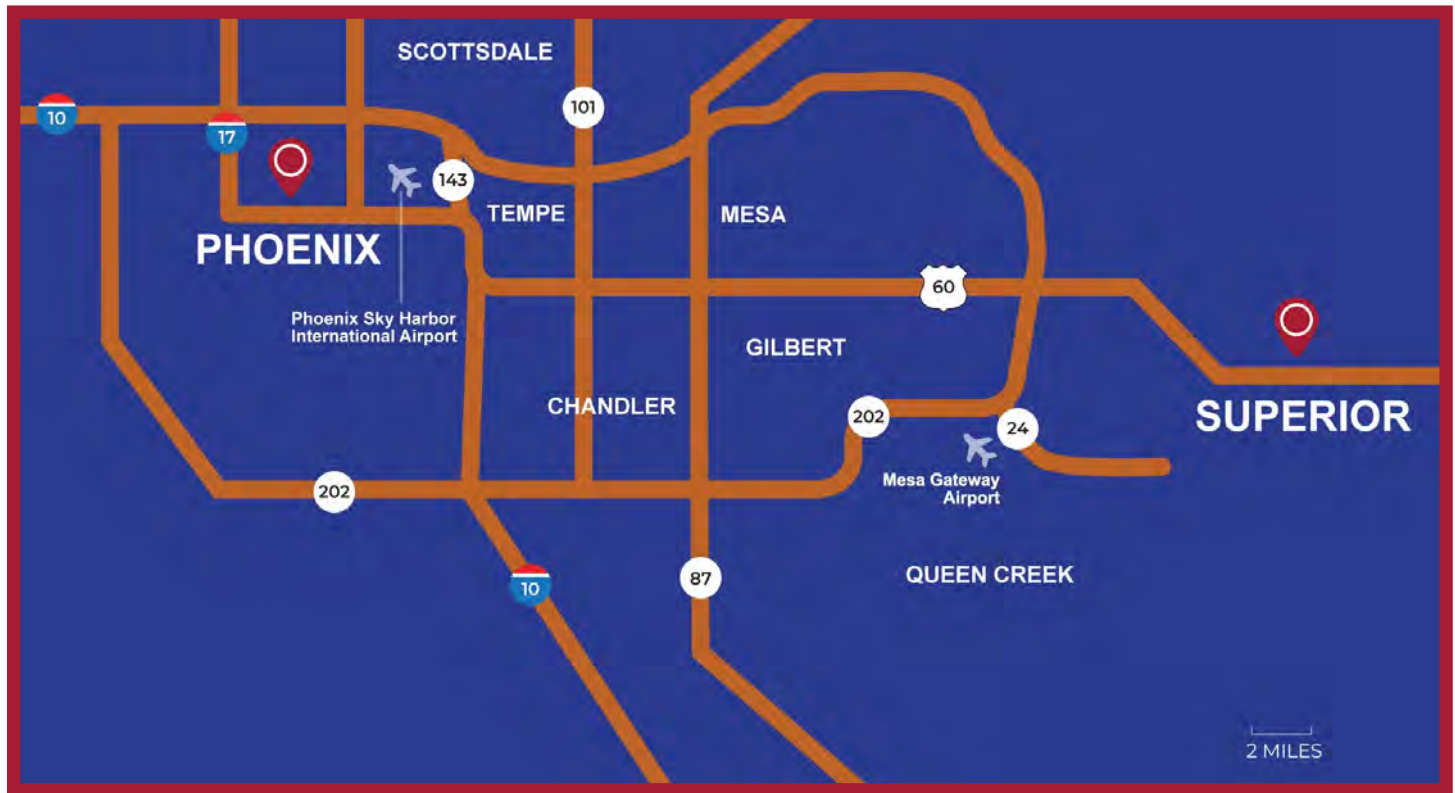 SCOTTSDALE
101
10
17
143
TEMPE
MESA
PHOENIX
60
Phoenix Sky Harbor
International Airport
GILBERT
CHANDLER
202
24
SUPERIOR
Mesa Gateway
Airport
202
10
87
QUEEN CREEK
2 MILES